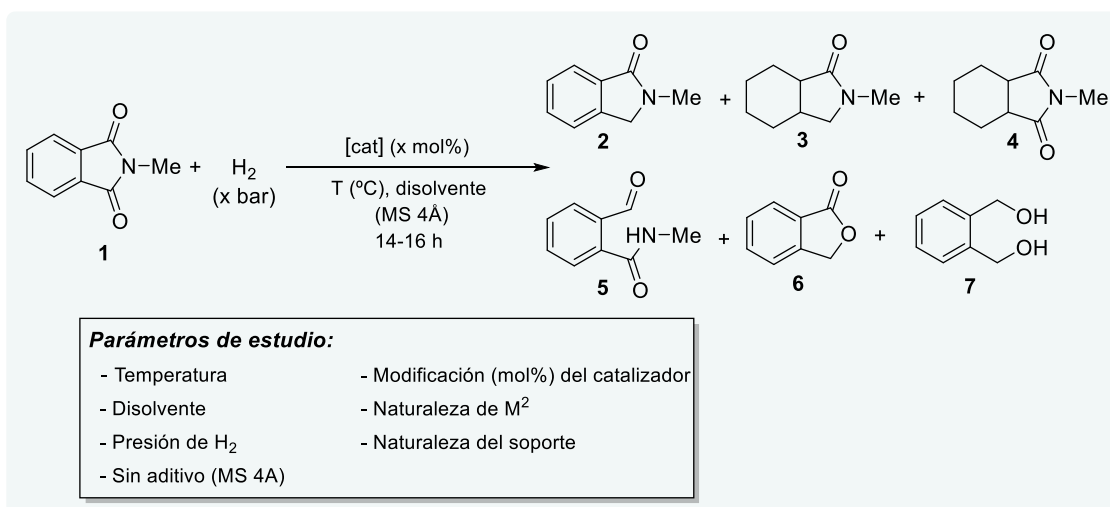 O
N−Me
O
1
+
H2
(x bar)
[cat] (x mol%)
T (ºC), disolvente
(MS 4Å)
14-16 h
O
N−Me
2
+
O
N−Me
3
+
O
N−Me
O
4
O
HN−Me
O
5
+
O
O
6
+
OH
OH
7
Parámetros de estudio:
- Temperatura
- Disolvente
- Presión de H2
- Sin aditivo (MS 4A)
- Modificación (mol%) del catalizador
- Naturaleza de M2
- Naturaleza del soporte